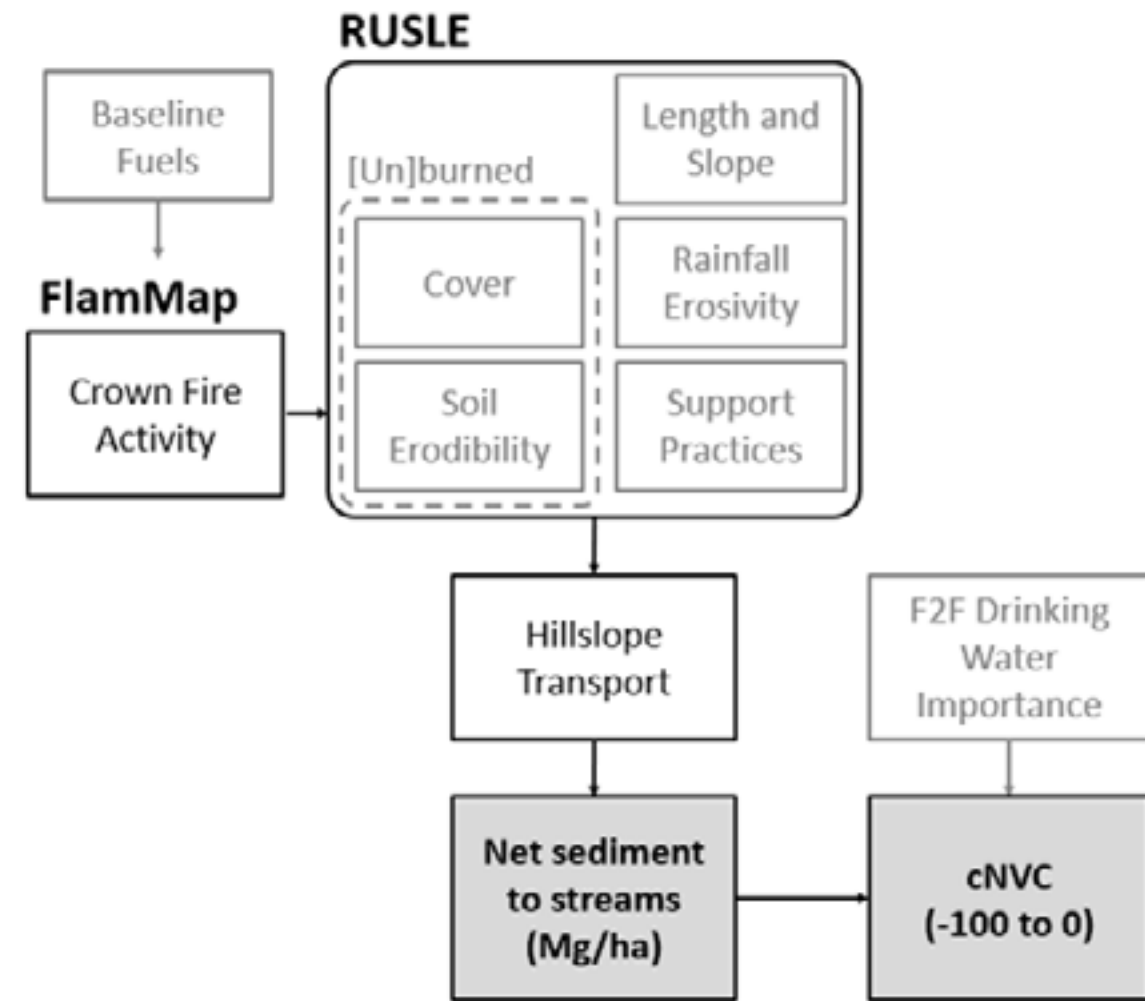 RUSLE
Baseline
Fuels
FlamMap
Crown Fire
Activity
[Un]burned
Cover
Soil
Erodibility
Length and
Slope
Rainfall
Erosivity
Support
Practices
Hillslope
Transport
F2F Drinking
Water
Importance
Net sediment
to streams
(Mg/ha)
cNVC
(-100 to 0)